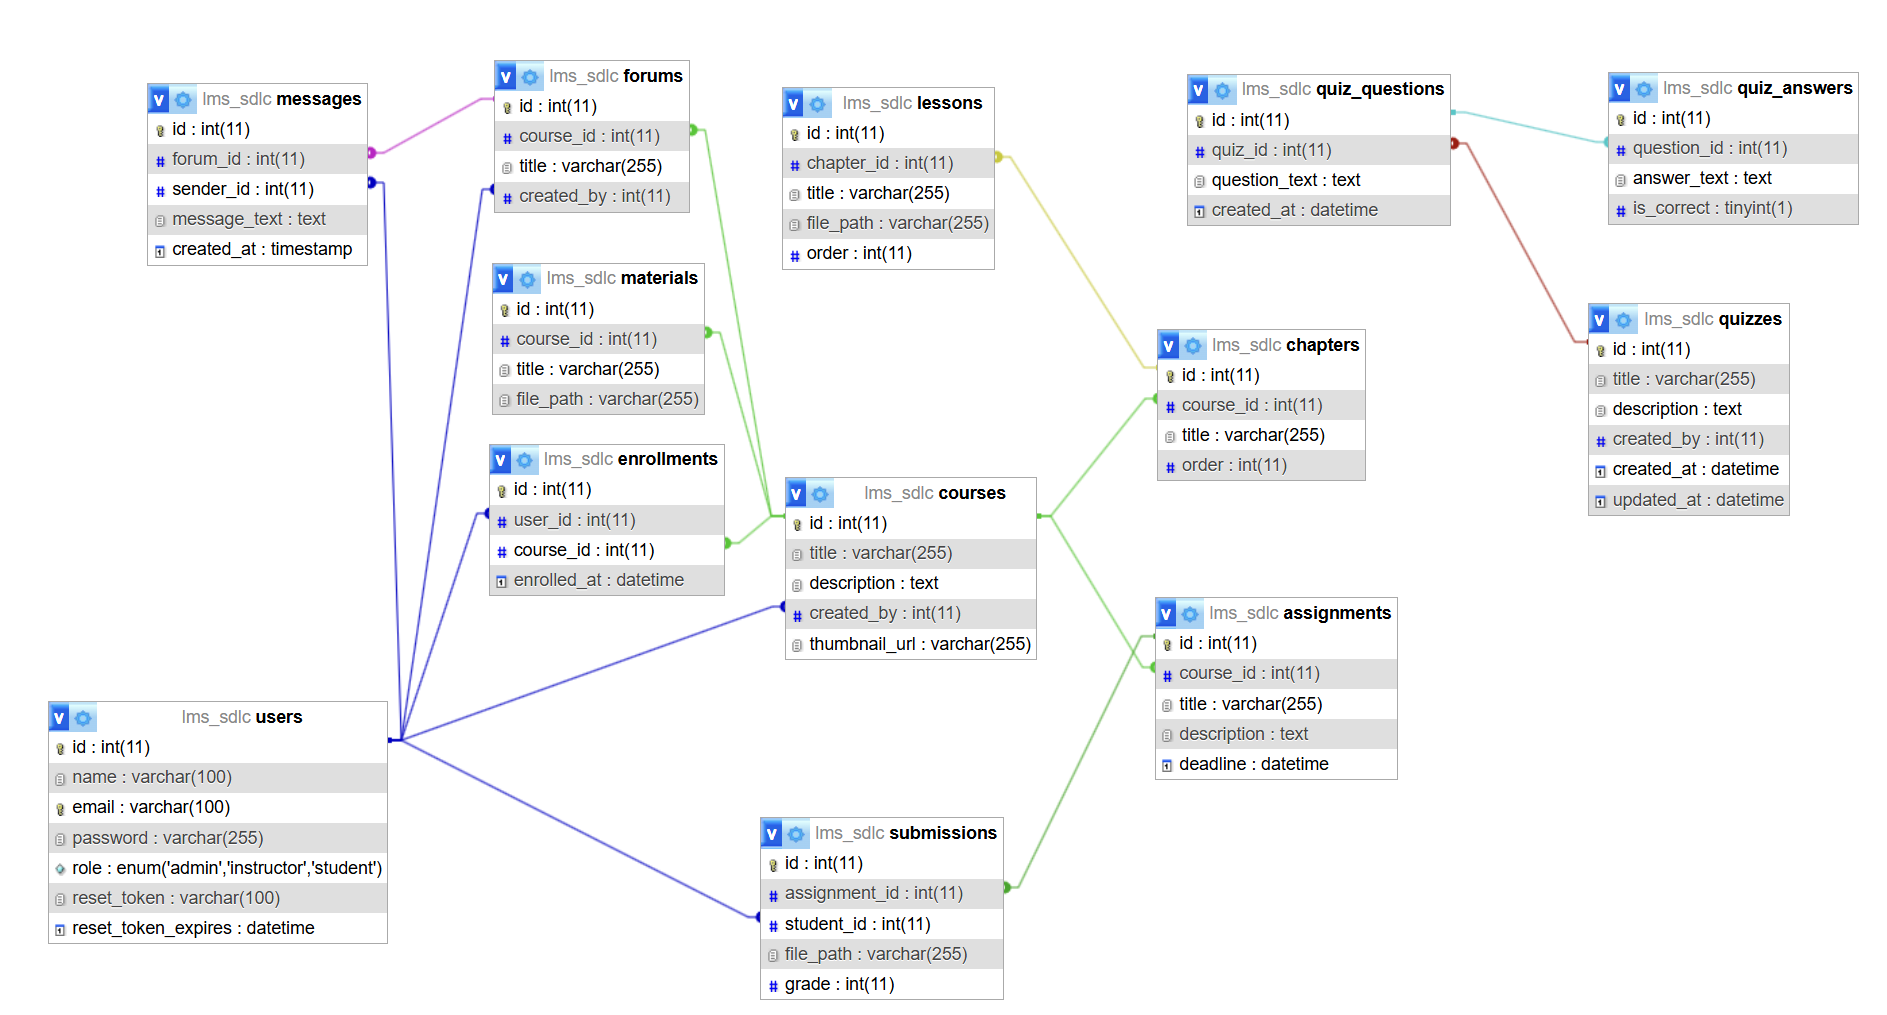 lms_sdlc messages
id : int(11)
forum_id : int(11)
sender_id : int(11)
message_text : text
created_at : timestamp
lms_sdlc forums
id : int(11)
course_id : int(11)
title : varchar(255)
created_by : int(11)
lms_sdlc materials
id : int(11)
course_id : int(11)
title : varchar(255)
file_path : varchar(255)
lms_sdlc enrollments
id : int(11)
user_id : int(11)
course_id : int(11)
enrolled_at : datetime
lms_sdlc users
id : int(11)
name : varchar(100)
email : varchar(100)
password : varchar(255)
role : enum('admin','instructor','student')
reset_token : varchar(100)
reset_token_expires : datetime
lms_sdlc lessons
id : int(11)
chapter_id : int(11)
title : varchar(255)
file_path : varchar(255)
order : int(11)
lms_sdlc courses
id : int(11)
title : varchar(255)
description : text
created_by : int(11)
thumbnail_url : varchar(255)
lms_sdlc submissions
id : int(11)
assignment_id : int(11)
student_id : int(11)
file_path : varchar(255)
grade : int(11)
lms_sdlc quiz_questions
id : int(11)
quiz_id : int(11)
question_text : text
created_at : datetime
lms_sdlc chapters
id : int(11)
course_id : int(11)
title : varchar(255)
order : int(11)
lms_sdlc assignments
id : int(11)
course_id : int(11)
title : varchar(255)
description : text
deadline : datetime
lms_sdlc quiz_answers
id : int(11)
question_id : int(11)
answer_text : text
is_correct : tinyint(1)
lms_sdlc quizzes
id : int(11)
title : varchar(255)
description : text
created_by : int(11)
created_at : datetime
updated_at : datetime